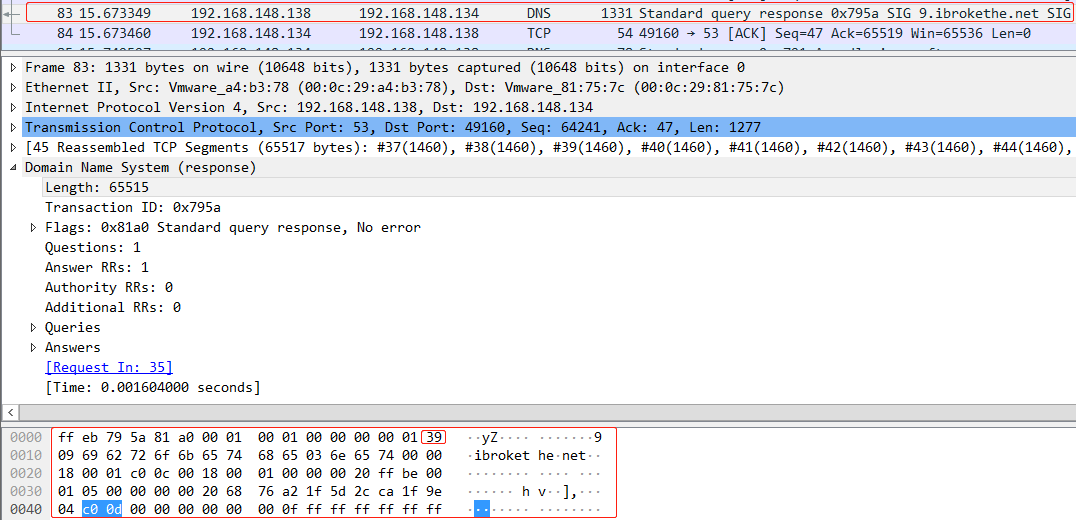 83 15.673349 192.168.148.138 192.168.148.134 DNS 1331 Standard query response 0x795a SIG 9.ibrokethe.net SIG
84 15.673460 192.168.148.134 192.168.148.138 TCP 54 49160 → 53 [ACK] Seq=47 Ack=65519 Win=65536 Len=0
Frame 83: 1331 bytes on wire (10648 bits), 1331 bytes captured (10648 bits) on interface 0
Ethernet II, Src: Vmware_a4:b3:78 (00:0c:29:a4:b3:78), Dst: Vmware_81:75:7c (00:0c:29:81:75:7c)
Internet Protocol Version 4, Src: 192.168.148.138, Dst: 192.168.148.134
Transmission Control Protocol, Src Port: 53, Dst Port: 49160, Seq: 64241, Ack: 47, Len: 1277
[45 Reassembled TCP Segments (65517 bytes): #37(1460), #38(1460), #39(1460), #40(1460), #41(1460), #42(1460), #43(1460), #44(1460),
Domain Name System (response)
Length: 65515
Transaction ID: 0x795a
Flags: 0x81a0 Standard query response, No error
Questions: 1
Answer RRs: 1
Authority RRs: 0
Additional RRs: 0
Queries
Answers
[Request In: 35]
[Time: 0.001604000 seconds]
0000 ff eb 79 5a 81 a0 00 01 00 01 00 00 00 00 01 39 ··yZ···· ·······9
0010 09 69 62 72 6f 6b 65 74 68 65 03 6e 65 74 00 00 ·ibroket he·net··
0020 18 00 01 c0 0c 00 18 00 01 00 00 00 20 ff be 00 ········ ···· ···
0030 01 05 00 00 00 00 20 68 76 a2 1f 5d 2c ca 1f 9e ······ h v··],···
0040 04 c0 0d 00 00 00 00 00 00 0f ff ff ff ff ff ff ········ ········